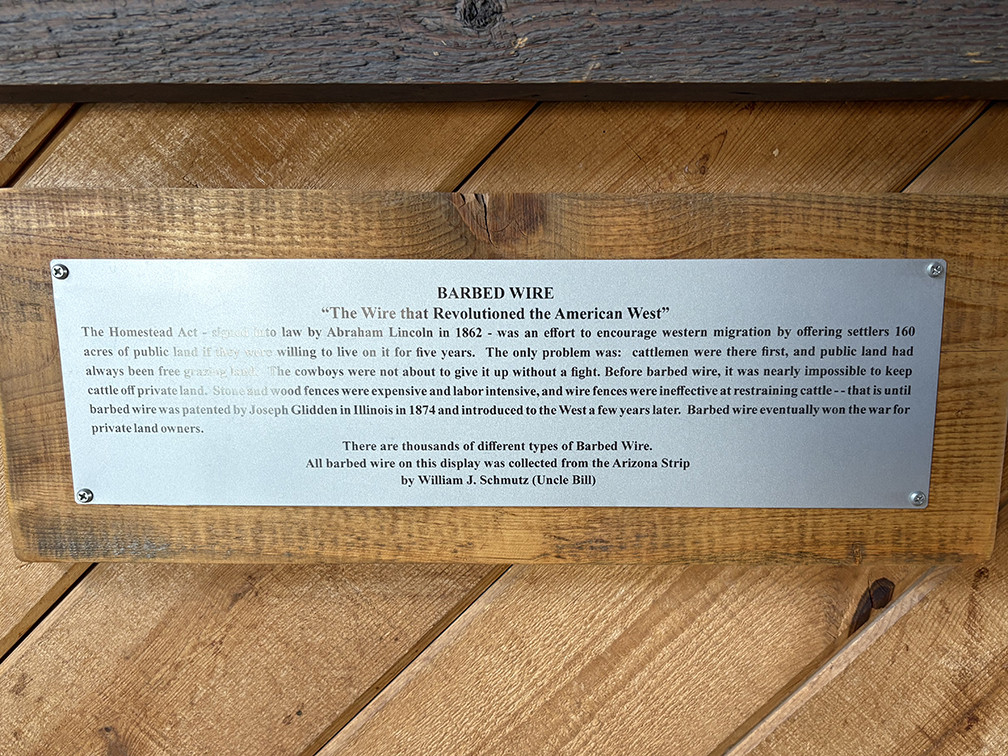 BARBED WIRE
“The Wire that Revolutioned the American West”
The Homestead Act - signed into law by Abraham Lincoln in 1862 - was an effort to encourage western migration by offering settlers 160
acres of public land if they were willing to live on it for five years. The only problem was: cattlemen were there first, and public land had
always been free grazing land. The cowboys were not about to give it up without a fight. Before barbed wire, it was nearly impossible to keep
cattle off private land. Stone and wood fences were expensive and labor intensive, and wire fences were ineffective at restraining cattle - - that is until
barbed wire was patented by Joseph Glidden in Illinois in 1874 and introduced to the West a few years later. Barbed wire eventually won the war for
private land owners.
There are thousands of different types of Barbed Wire.
All barbed wire on this display was collected from the Arizona Strip
by William J. Schmutz (Uncle Bill)